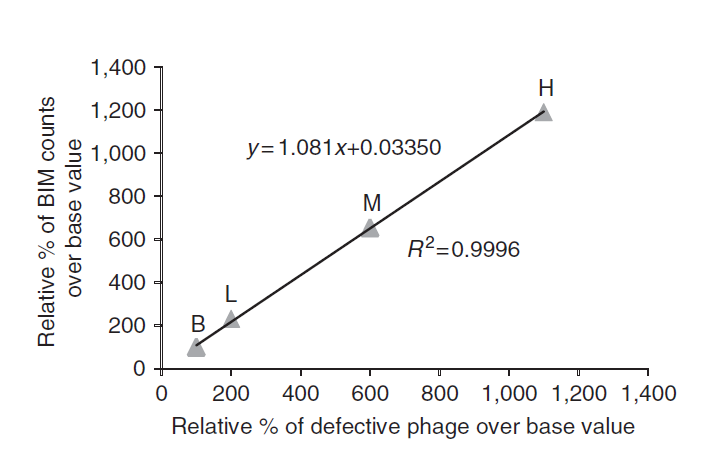 Relative % of BIM counts
over base value
1,400
1,200
1,000
800
600
400
200
0
H
y=1.081x+0.03350
M
R²=0.9996
L
B
0 200 400 600 800 1,000 1,200 1,400
Relative % of defective phage over base value